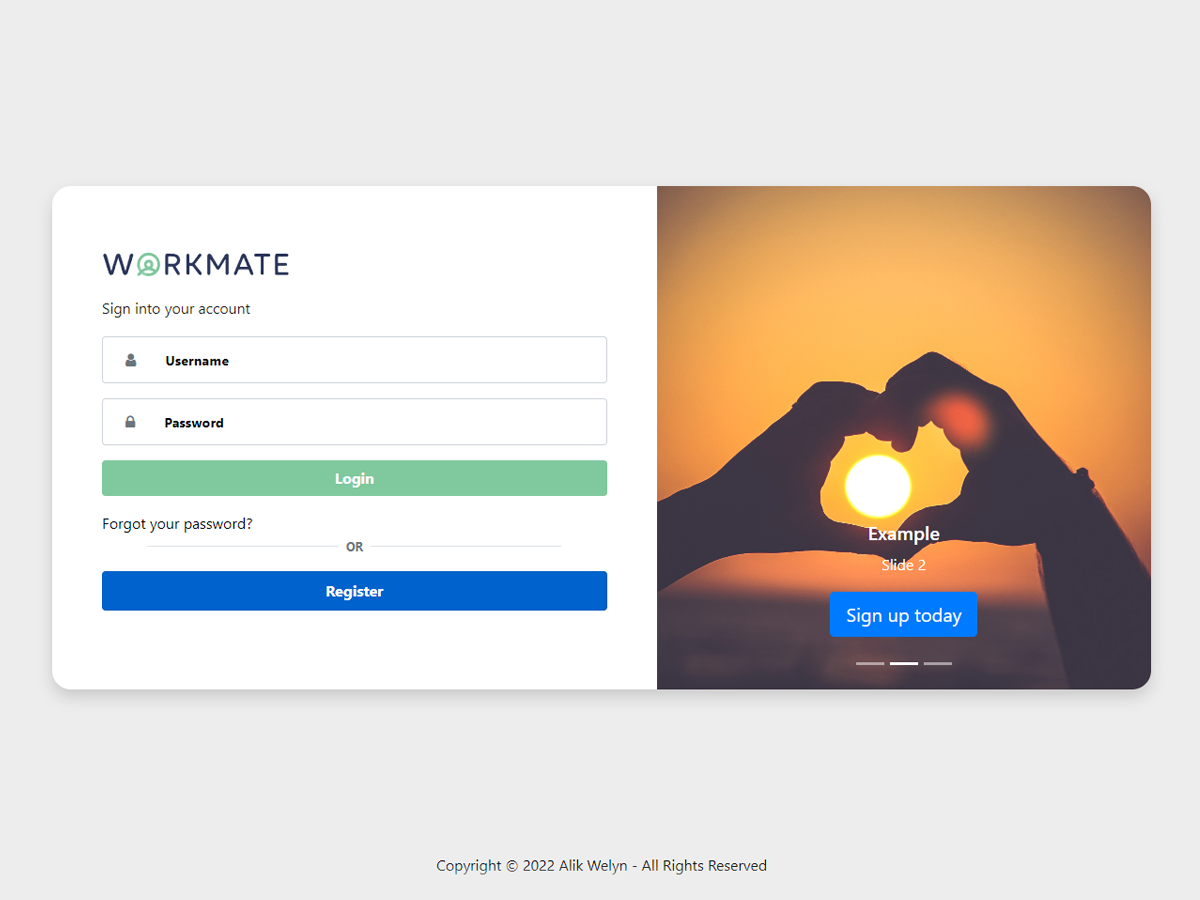 WORKMATE
Sign into your account
Username
Password
Login
Forgot your password?
OR
Register
Example
Slide 2
Sign up today
Copyright © 2022 Alik Welyn - All Rights Reserved